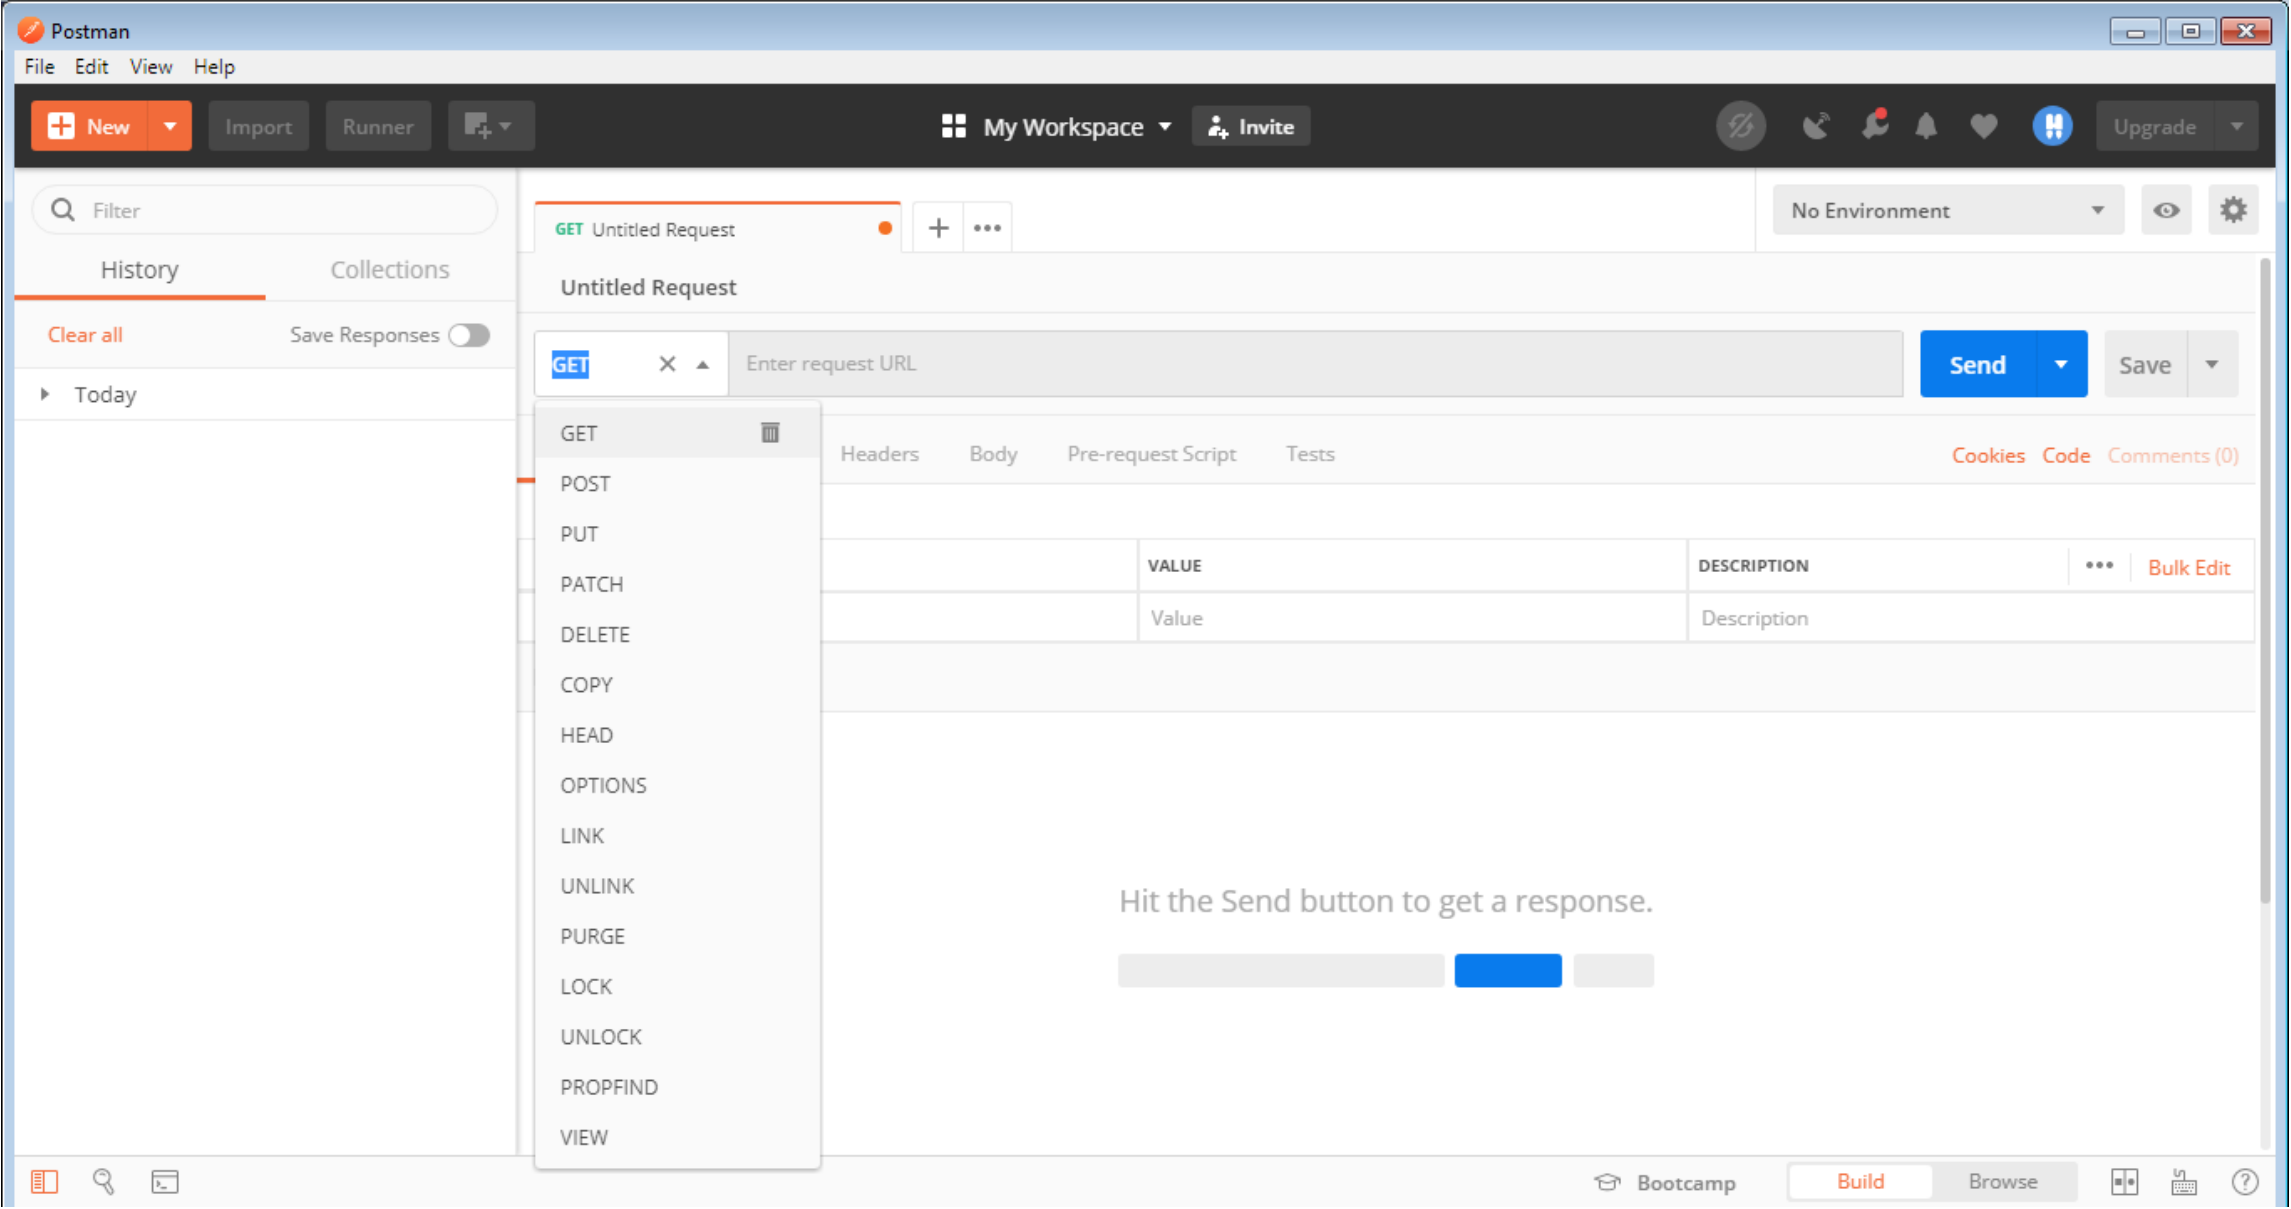 Postman
File Edit View Help
New Import Runner My Workspace Invite Upgrade
Filter
History Collections
Clear all Save Responses
Today
GET Untitled Request
No Environment
Untitled Request
GET Enter request URL Send Save
GET
POST
PUT
PATCH
DELETE
COPY
HEAD
OPTIONS
LINK
UNLINK
PURGE
LOCK
UNLOCK
PROPFIND
VIEW
Headers Body Pre-request Script Tests Cookies Code Comments (0)
VALUE DESCRIPTION Bulk Edit
Value Description
Hit the Send button to get a response.
Bootcamp Build Browse